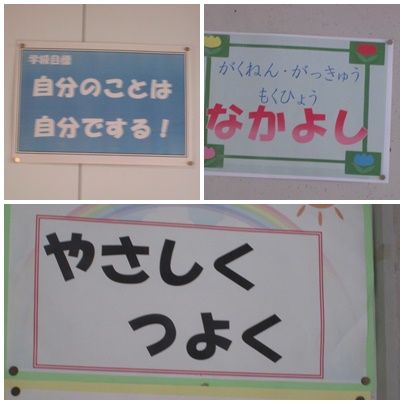 学級目標
自分のことは
自分でする！
がくねん・がっきゅう
もくひょう
なかよし
やさしく
つよく